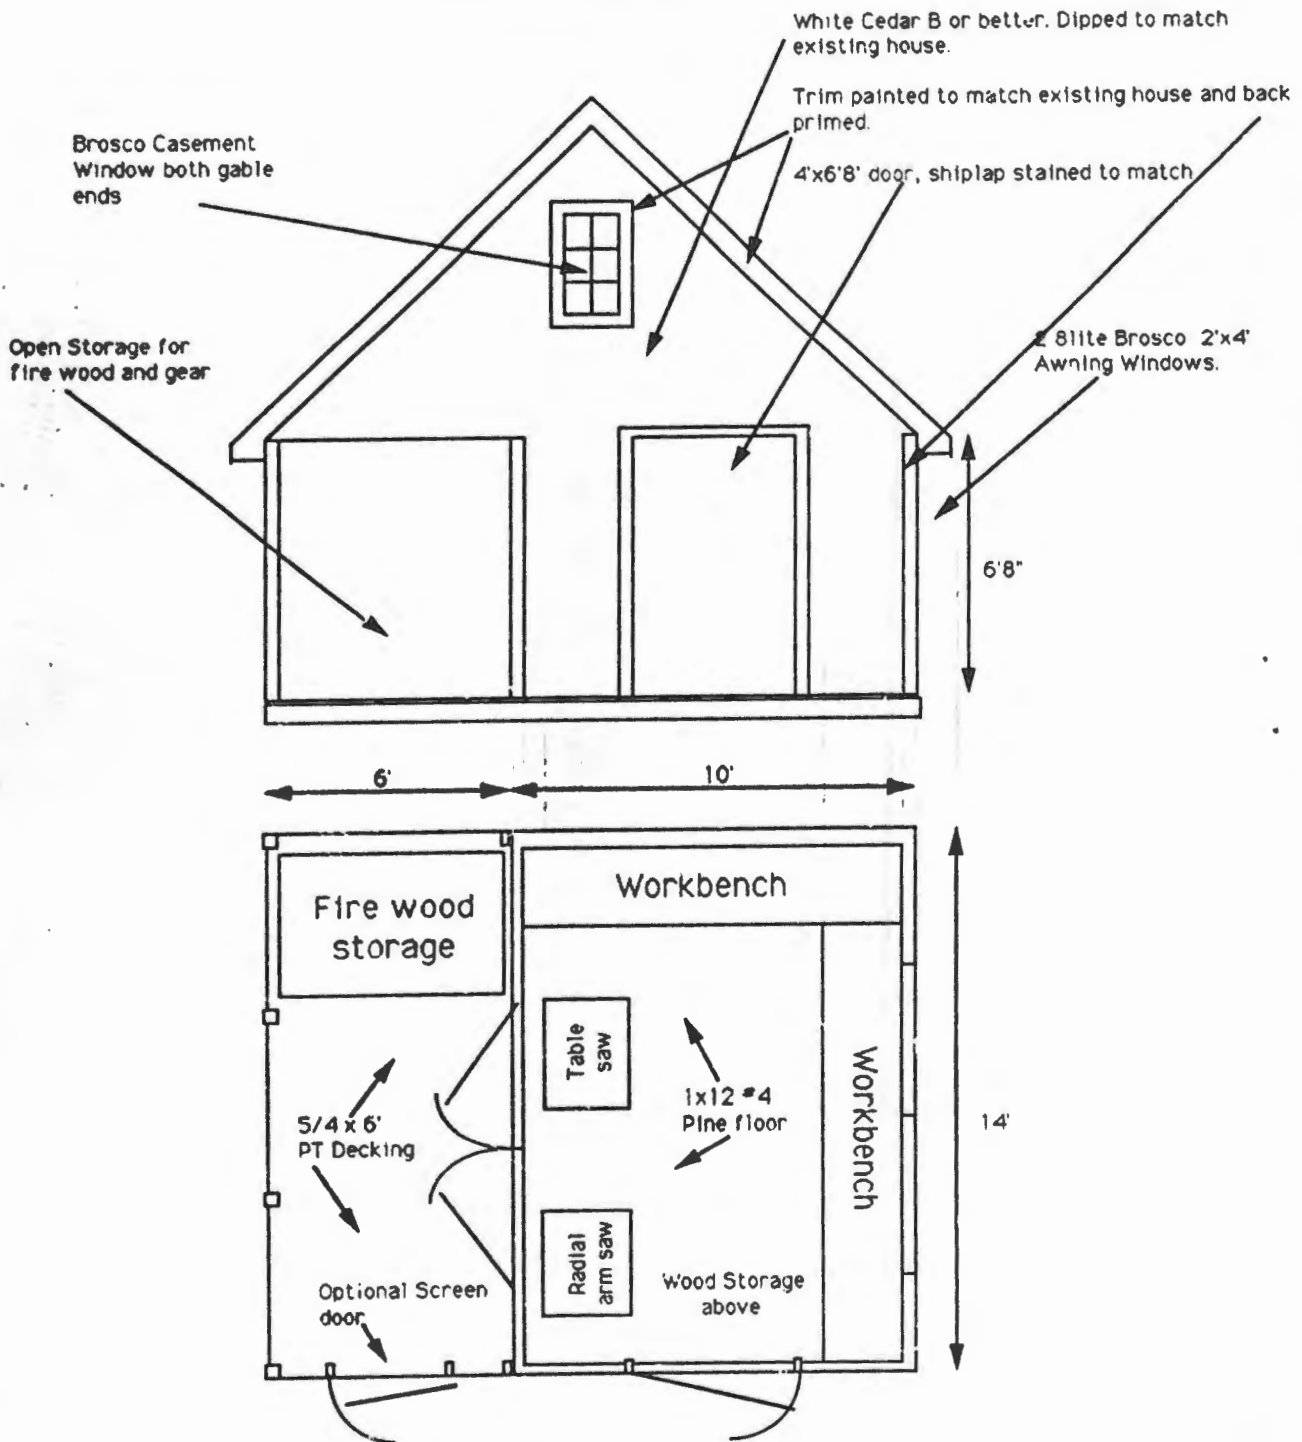 White Cedar B or better. Dipped to match
existing house.
Trim painted to match existing house and back
primed.
Brosco Casement
Window both gable
ends
4'x6'8' door, shiplap stained to match
Open Storage for
fire wood and gear
2 8lite Brosco 2'x4'
Awning Windows.
6'8"
6'
10'
Workbench
Fire wood
storage
Table
saw
Workbench
1x12 #4
Pine floor
14'
5/4 x 6'
PT Decking
Radial
arm saw
Wood Storage
above
Optional Screen
door